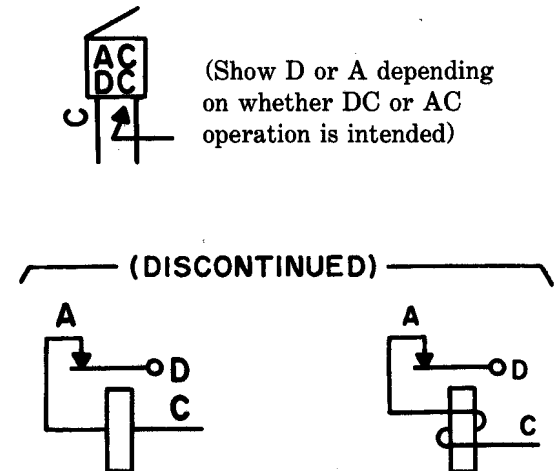 AC
DC
C
(Show D or A depending
on whether DC or AC
operation is intended)
(DISCONTINUED)
A
D
C
A
D
C